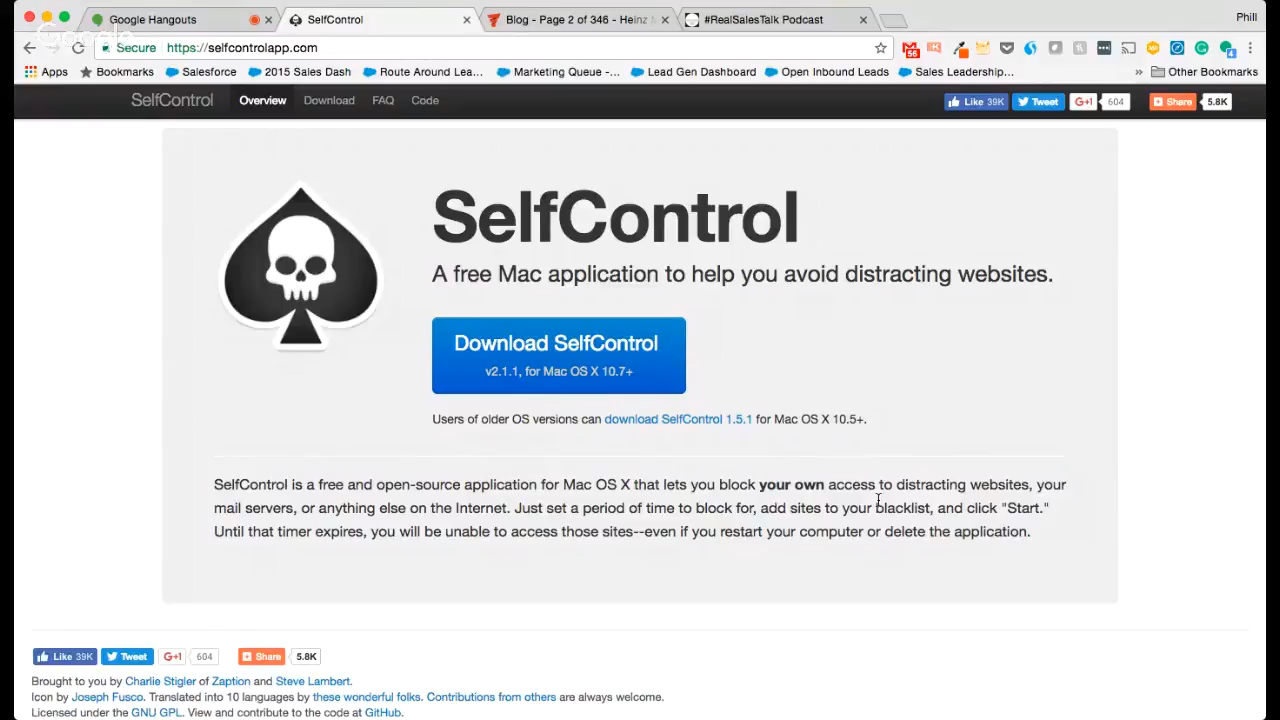 Google Hangouts
SelfControl
Blog - Page 2 of 346 - Heinz M
#RealSalesTalk Podcast
Phill
Google
Secure https://selfcontrolapp.com
56
Apps
Bookmarks
Salesforce
2015 Sales Dash
Route Around Lea...
Marketing Queue -...
Lead Gen Dashboard
Open Inbound Leads
Sales Leadership...
»
Other Bookmarks
SelfControl
Overview
Download
FAQ
Code
Like 39K
Tweet
G+1
604
Share
5.8K
SelfControl
A free Mac application to help you avoid distracting websites.
Download SelfControl
v2.1.1, for Mac OS X 10.7+
Users of older OS versions can download SelfControl 1.5.1 for Mac OS X 10.5+.
SelfControl is a free and open-source application for Mac OS X that lets you block your own access to distracting websites, your
mail servers, or anything else on the Internet. Just set a period of time to block for, add sites to your blacklist, and click "Start."
Until that timer expires, you will be unable to access those sites--even if you restart your computer or delete the application.
Like 39K
Tweet
G+1
604
Share
5.8K
Brought to you by Charlie Stigler of Zaption and Steve Lambert.
Icon by Joseph Fusco. Translated into 10 languages by these wonderful folks. Contributions from others are always welcome.
Licensed under the GNU GPL. View and contribute to the code at GitHub.